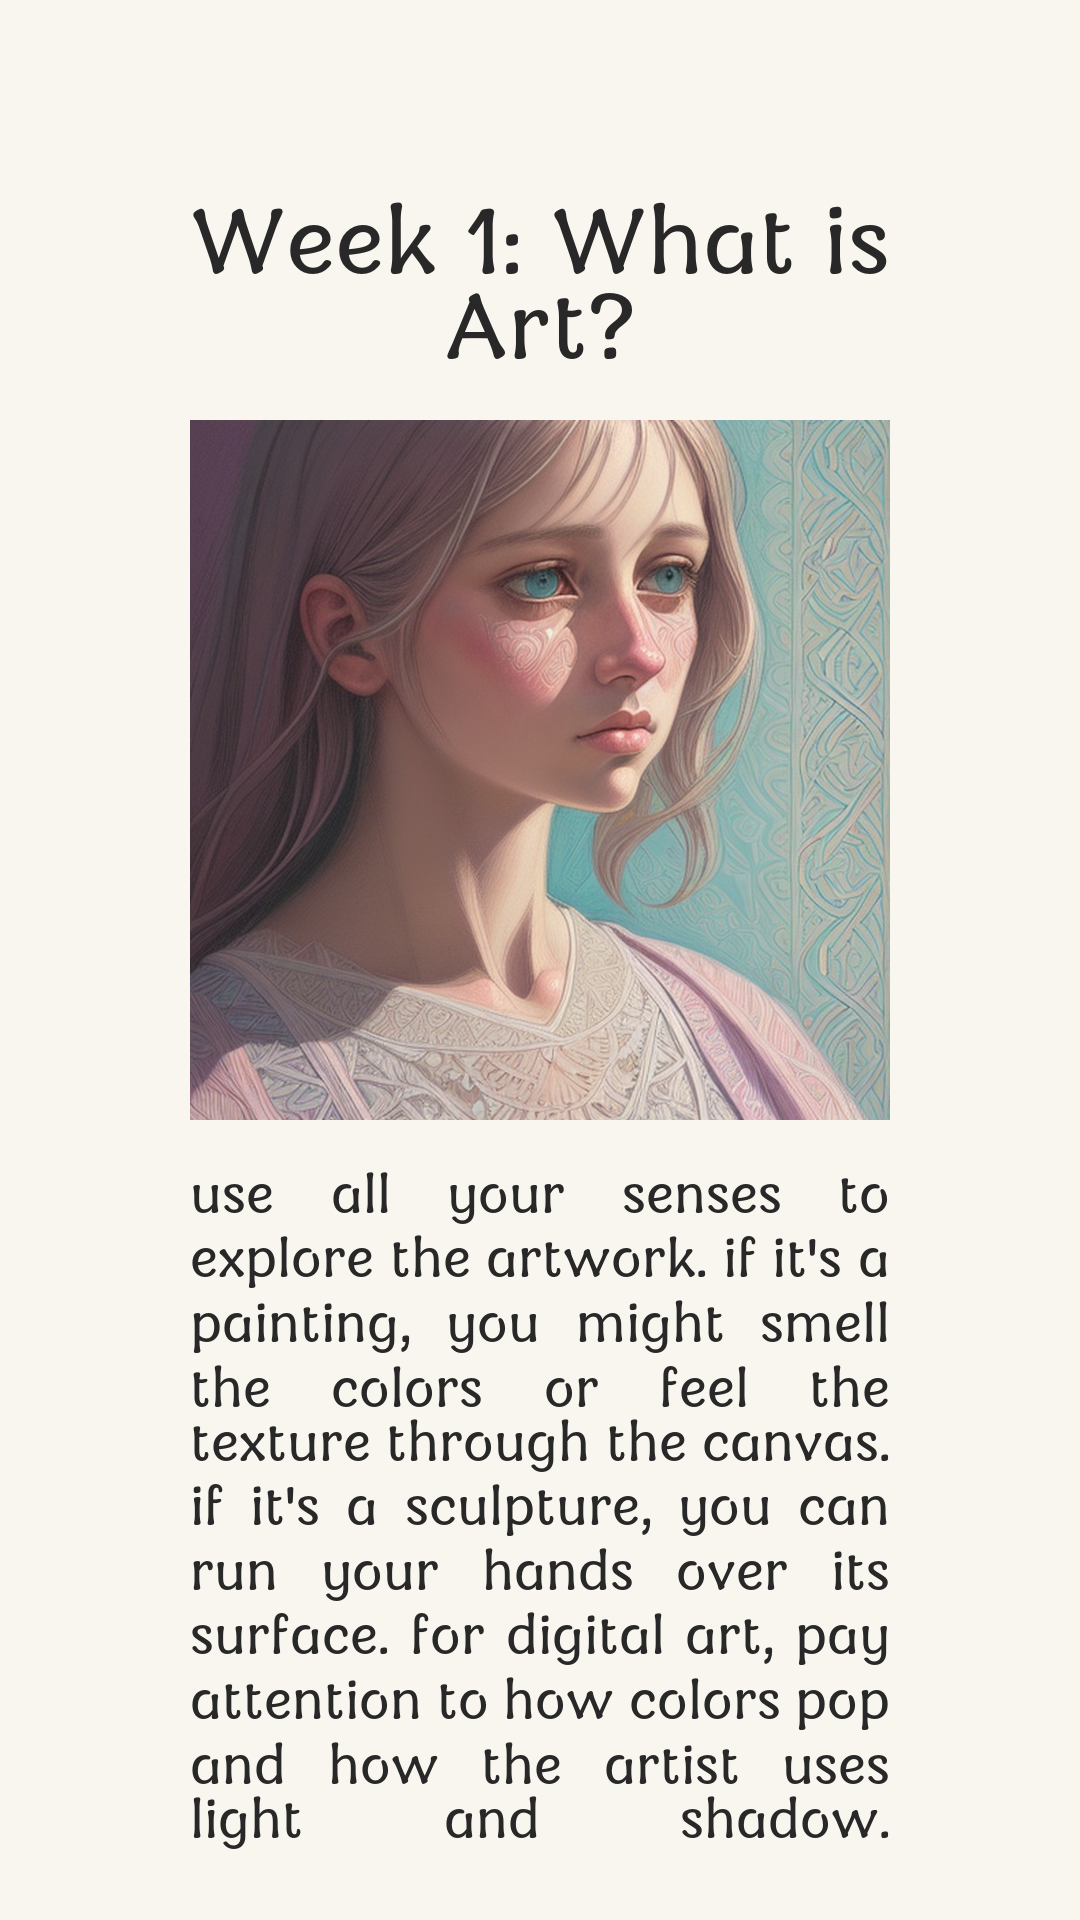 Week 1: What is
Art?
use all your senses to
explore the artwork. if it's a
painting, you might smell
the colors or feel the
texture through the canvas.
if it's a sculpture, you can
run your hands over its
surface. for digital art, pay
attention to how colors pop
and how the artist uses
light and shadow.